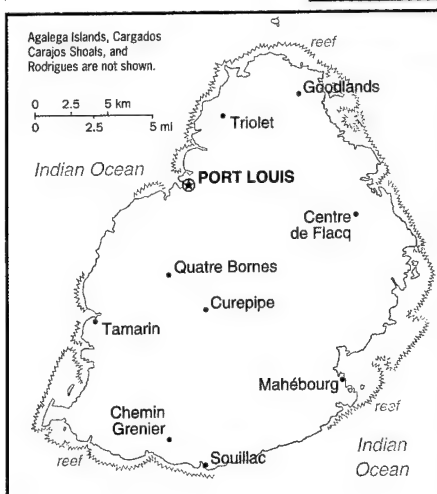 Agalega Islands, Cargados
Carajos Shoals, and
Rodrigues are not shown.
0 2.5 5 km
0 2.5 5 mi
reef
Goodlands
Triolet
Indian Ocean
PORT LOUIS
Centre
de Flacq
Quatre Bornes
Curepipe
Tamarin
Mahébourg
reef
Chemin
Grenier
Indian
Ocean
reef
Souillac